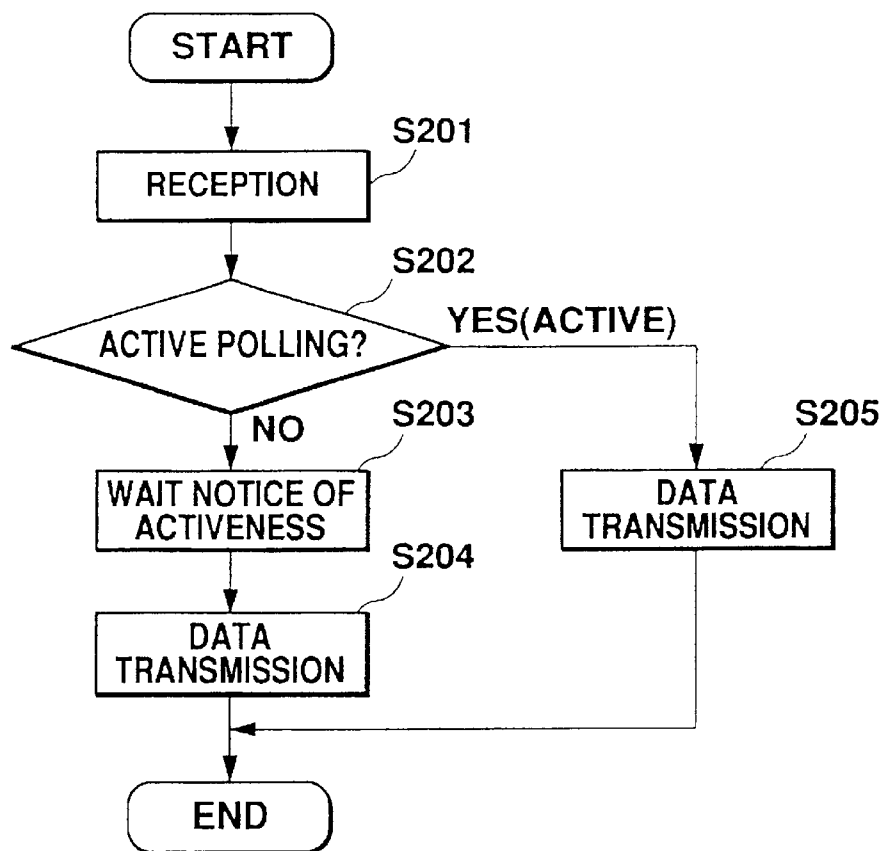 START
S201
RECEPTION
S202
ACTIVE POLLING?
YES(ACTIVE)
NO
S203
WAIT NOTICE OF
ACTIVENESS
S205
DATA
TRANSMISSION
S204
DATA
TRANSMISSION
END